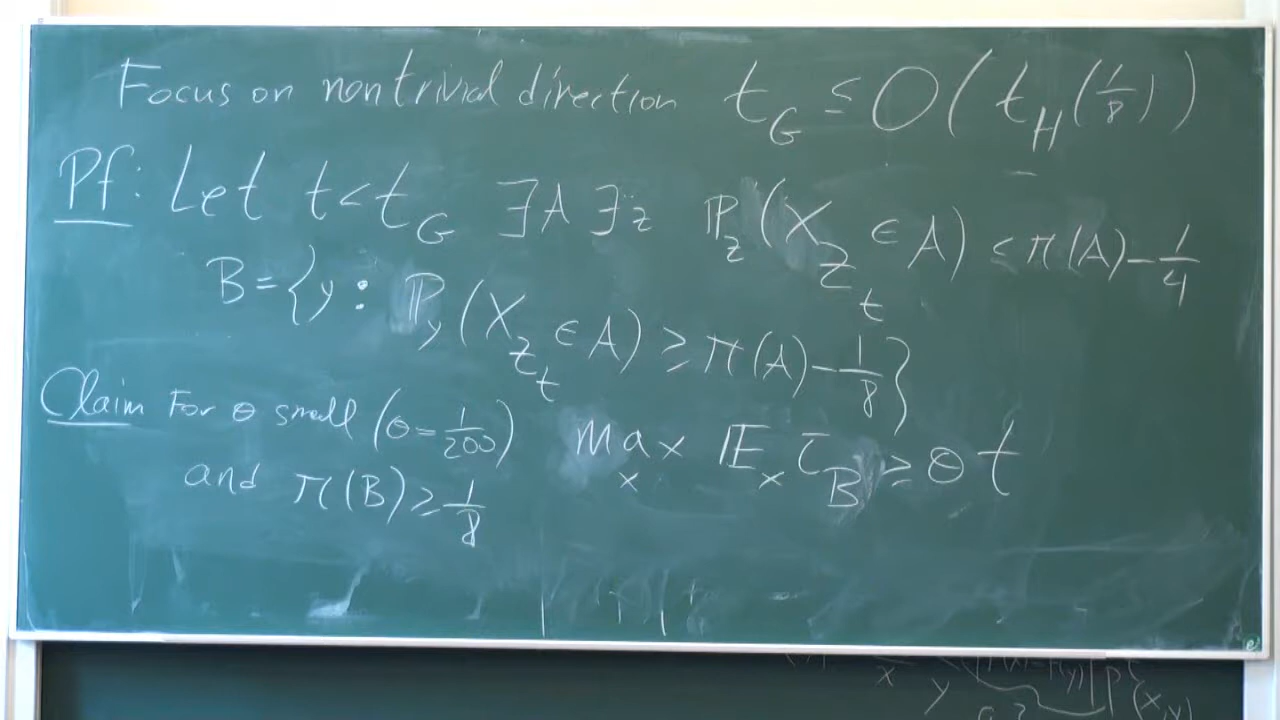 Focus on nontrivial direction t_G ≤ O(t_H(1/8))
Pf: Let t < t_G ∃A ∃z ℙ_z(X_{Z_t} ∈ A) ≤ π(A) - 1/4
B = {y : ℙ_y(X_{Z_t} ∈ A) ≥ π(A) - 1/8}
Claim For θ small (θ = 1/200) max_x 𝔼_x τ_B ≥ θ t
and π(B) ≥ 1/8